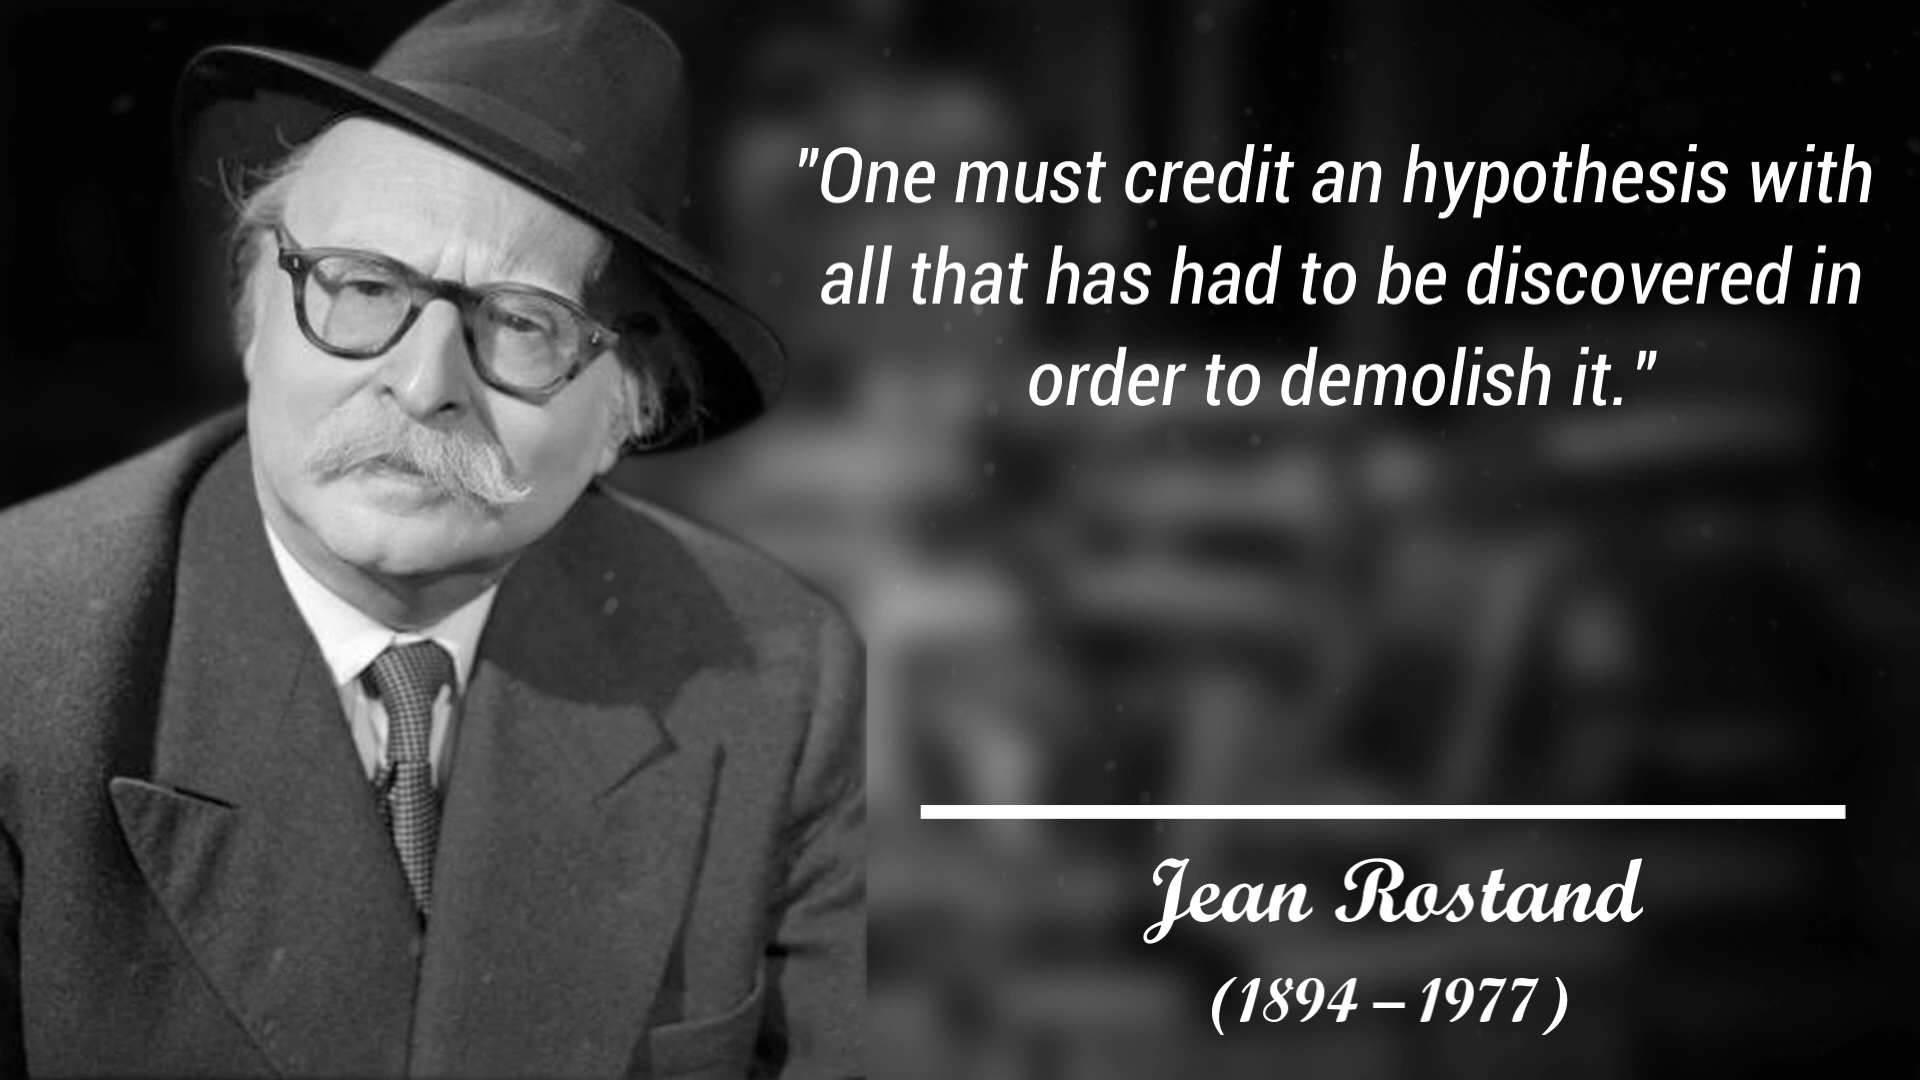 "One must credit an hypothesis with
all that has had to be discovered in
order to demolish it."
Jean Rostand
(1894 – 1977)